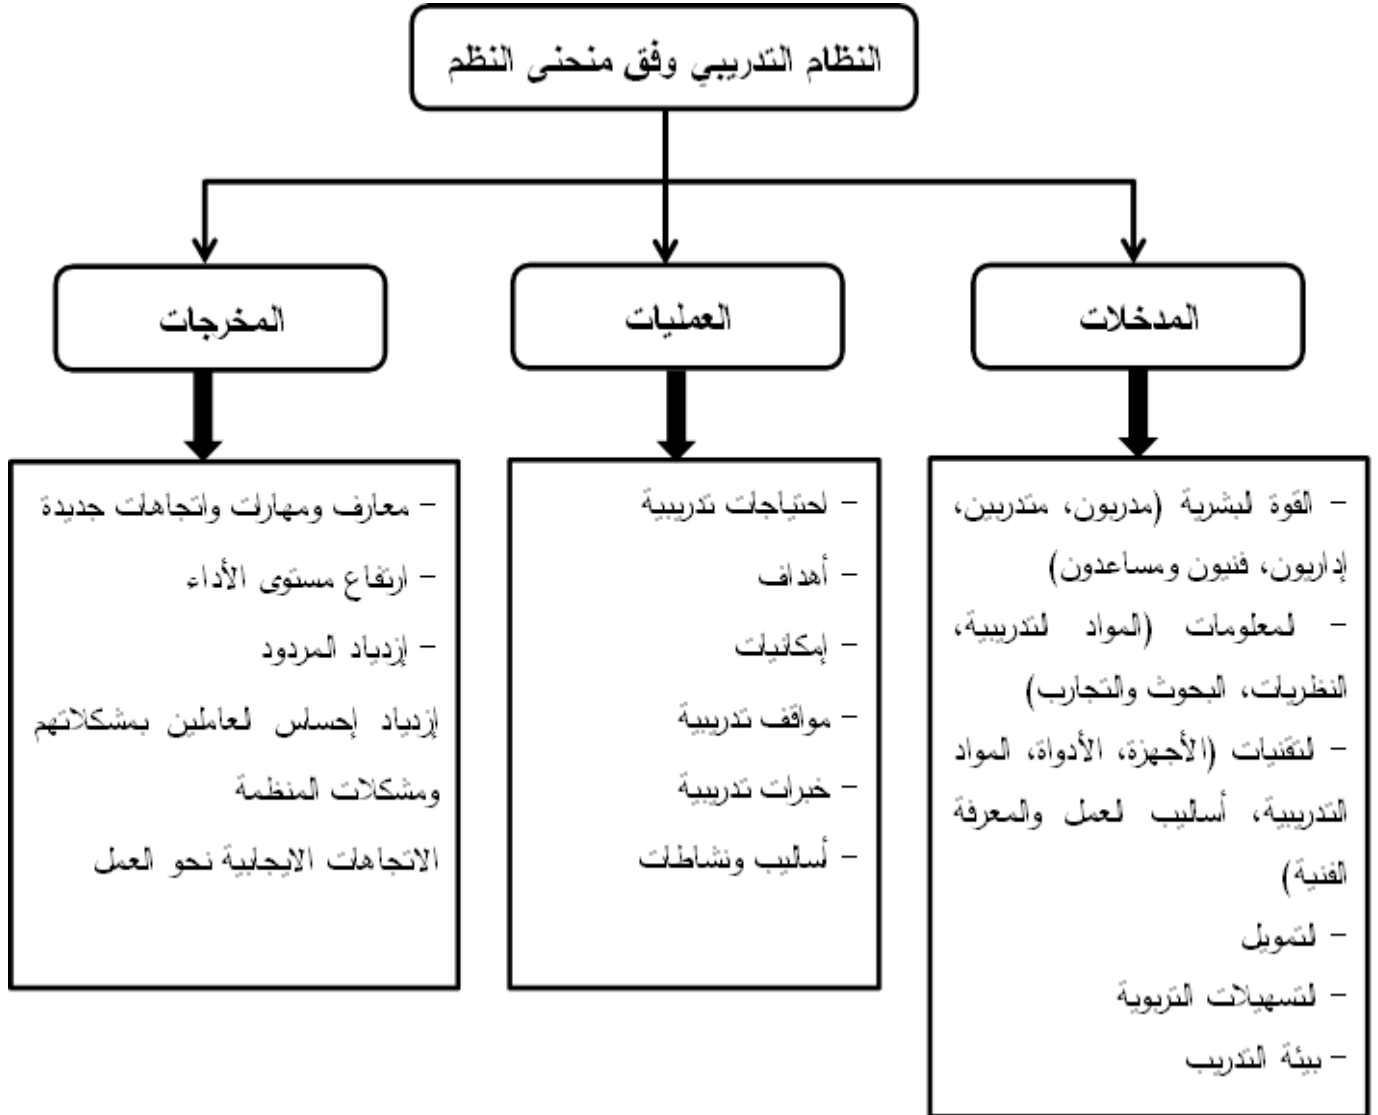 النظام التدريبي وفق منحنى النظم
المدخلات
العمليات
المخرجات
- القوة لبشرية (مدربون، متدربين،
إداريون، فنيون ومساعدون)
- لمعلومات (المواد لتدريبية،
النظريات، البحوث والتجارب)
- لتقنيات (الأجهزة، الأدواة، المواد
التدريبية، أساليب لعمل والمعرفة
الفنية)
- لتمويل
- لتسهيلات التربوية
- بيئة التدريب
- احتياجات تدريبية
- أهداف
- إمكانيات
- مواقف تدريبية
- خبرات تدريبية
- أساليب ونشاطات
- معارف ومهارات واتجاهات جديدة
- ارتفاع مستوى الأداء
- إزدياد المردود
إزدياد إحساس لعاملين بمشكلاتهم
ومشكلات المنظمة
الاتجاهات الايجابية نحو العمل